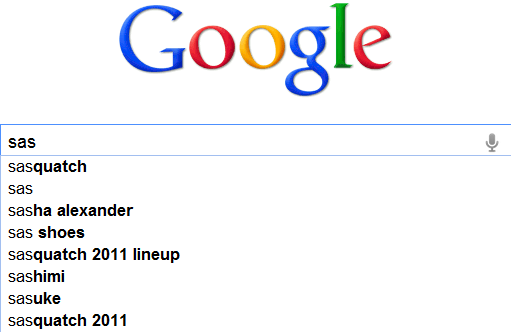 Google
sas
sasquatch
sas
sasha alexander
sas shoes
sasquatch 2011 lineup
sashimi
sasuke
sasquatch 2011